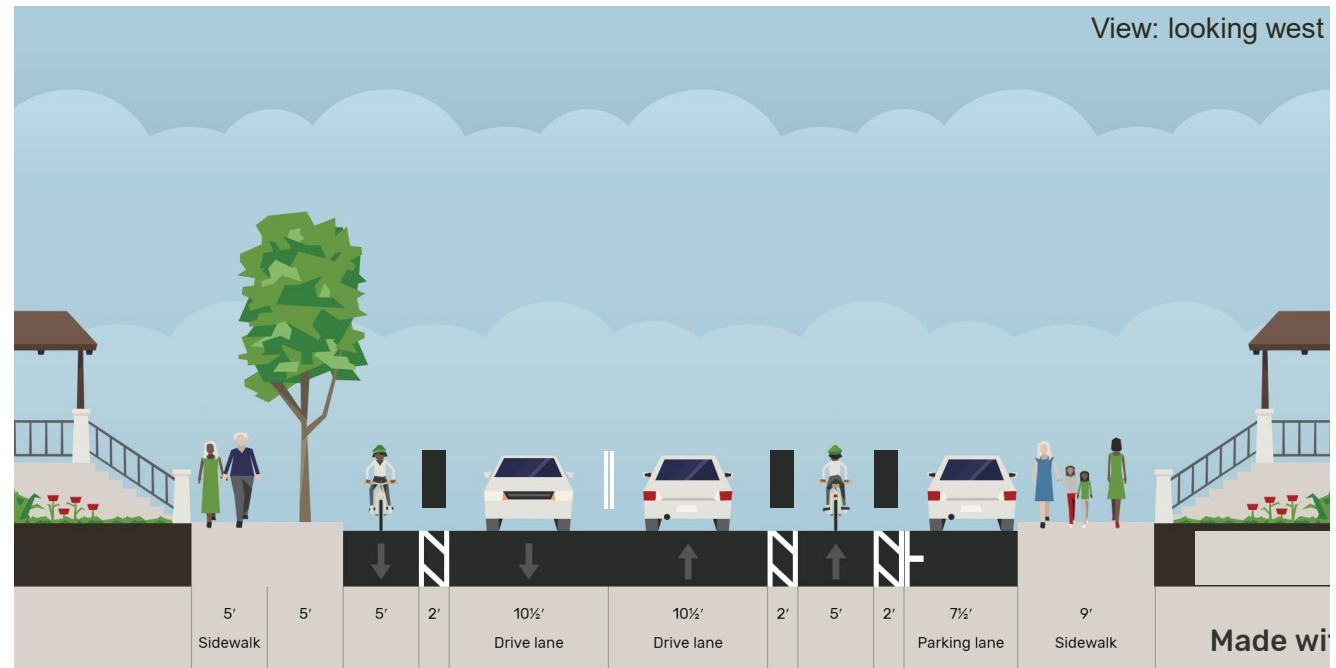 View: looking west
5′ 5′ 5′ 2′ 10½′ 10½′ 2′ 5′ 2′ 7½′ 9′
Sidewalk Drive lane Drive lane Parking lane Sidewalk
Made